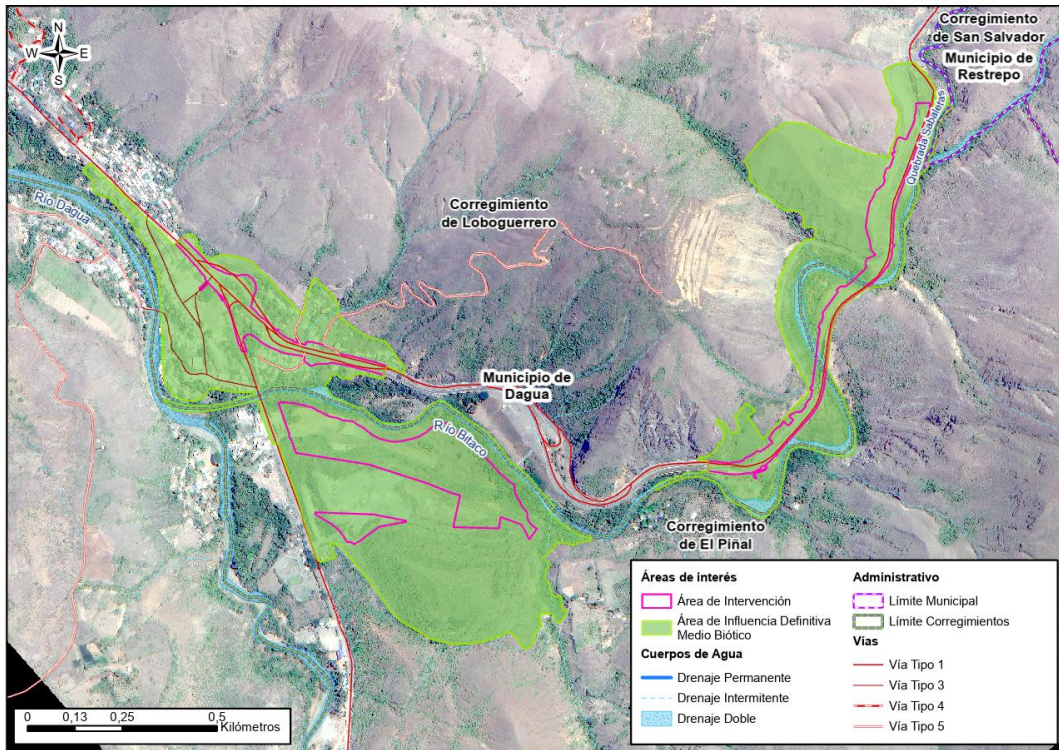 N
W E
S
Corregimiento
de San Salvador
Municipio de
Restrepo
Quebrada Sabaletas
Río Dagua
Corregimiento
de Loboguerrero
Municipio de
Dagua
Río Bitaco
Corregimiento
de El Piñal
Áreas de interés
Área de Intervención
Área de Influencia Definitiva
Medio Biótico
Cuerpos de Agua
Drenaje Permanente
Drenaje Intermitente
Drenaje Doble
Administrativo
Límite Municipal
Límite Corregimientos
Vías
Vía Tipo 1
Vía Tipo 3
Vía Tipo 4
Vía Tipo 5
0 0,13 0,25 0,5
Kilómetros